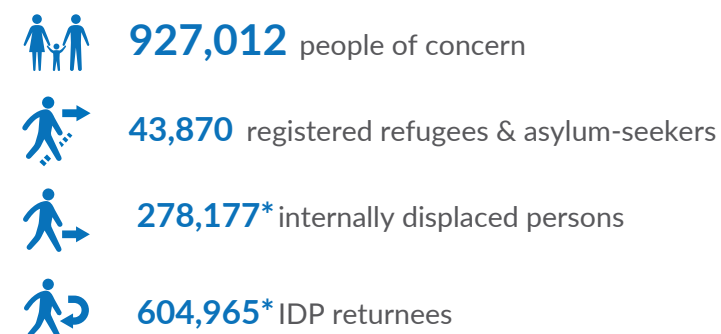 927,012 people of concern
43,870 registered refugees & asylum-seekers
278,177* internally displaced persons
604,965* IDP returnees